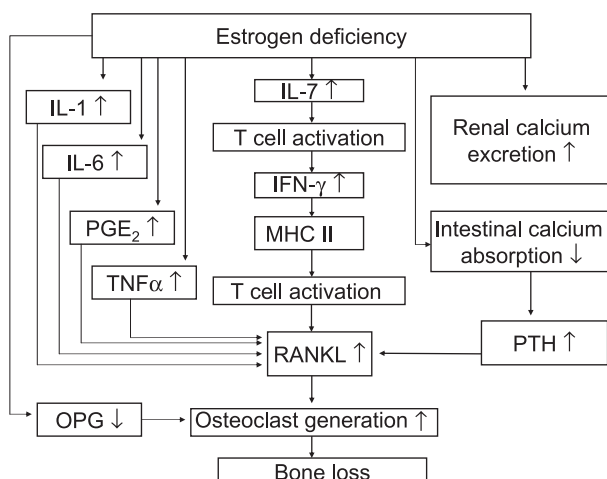 Estrogen deficiency
IL-1 ↑
IL-7 ↑
Renal calcium
excretion ↑
T cell activation
IL-6 ↑
IFN-γ ↑
PGE₂ ↑
MHC II
Intestinal calcium
absorption ↓
TNFα ↑
T cell activation
RANKL ↑
PTH ↑
OPG ↓
Osteoclast generation ↑
Bone loss